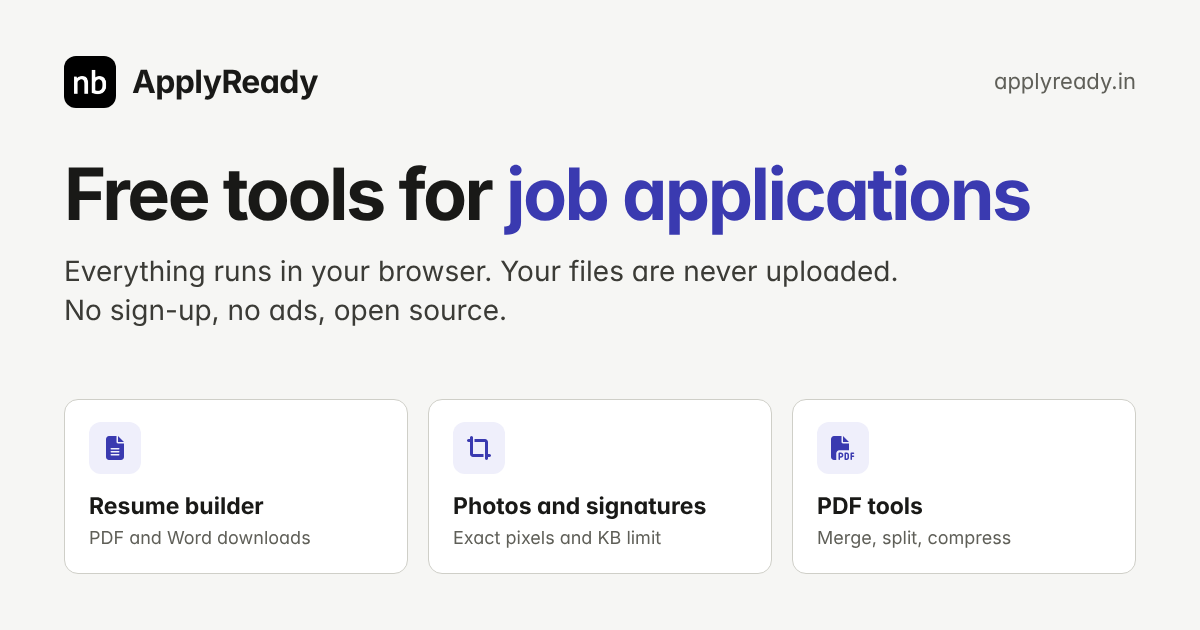 nb ApplyReady
applyready.in
Free tools for job applications
Everything runs in your browser. Your files are never uploaded.
No sign-up, no ads, open source.
Resume builder
PDF and Word downloads
Photos and signatures
Exact pixels and KB limit
PDF
PDF tools
Merge, split, compress